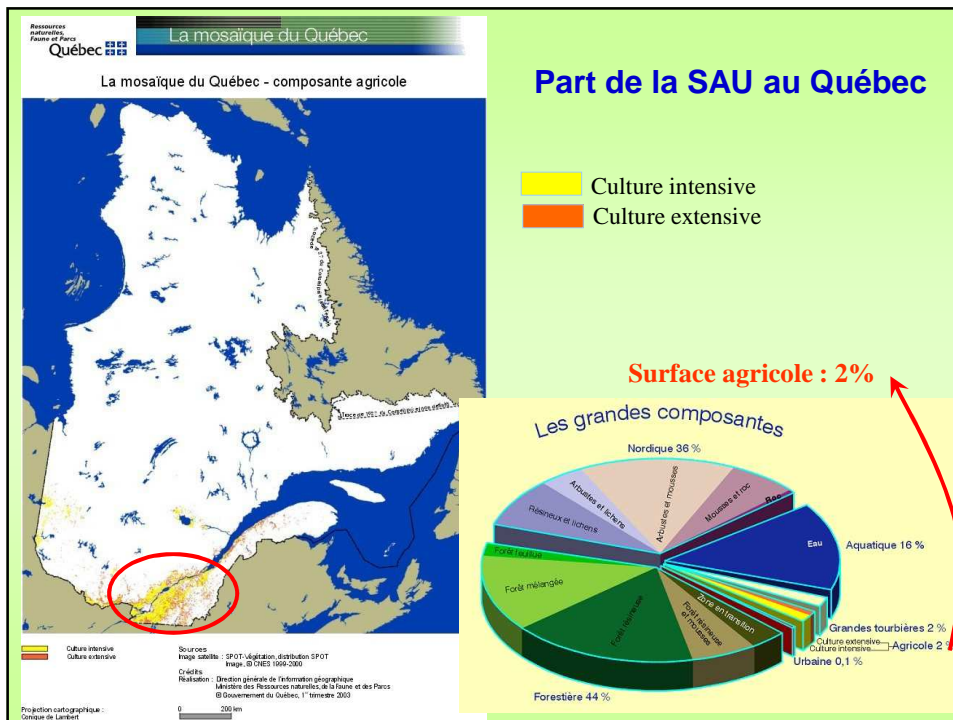 Ressources
naturelles,
Faune et Parcs
Québec
La mosaïque du Québec
La mosaïque du Québec - composante agricole
Part de la SAU au Québec
Culture intensive
Culture extensive
Surface agricole : 2%
Les grandes composantes
Nordique 36 %
Arbustes et lichens
Arbustes et mousses
Mousses et roc
Roc
Résineux et lichens
Eau
Aquatique 16 %
Forêt feuillue
Forêt mélangée
Forêt résineuse
Forêt résineuse
et mousses
Zone en transition
Grandes tourbières 2 %
Culture extensive
Culture intensive
Agricole 2 %
Urbaine 0,1 %
Forestière 44 %
Culture intensive
Culture extensive
Sources
Image satellite : SPOT-Végétation, distribution SPOT
Image, © CNES 1999-2000
Crédits
Réalisation : Direction générale de l'information géographique
Ministère des Ressources naturelles, de la Faune et des Parcs
© Gouvernement du Québec, 1er trimestre 2003
Projection cartographique :
Conique de Lambert
0 200 km